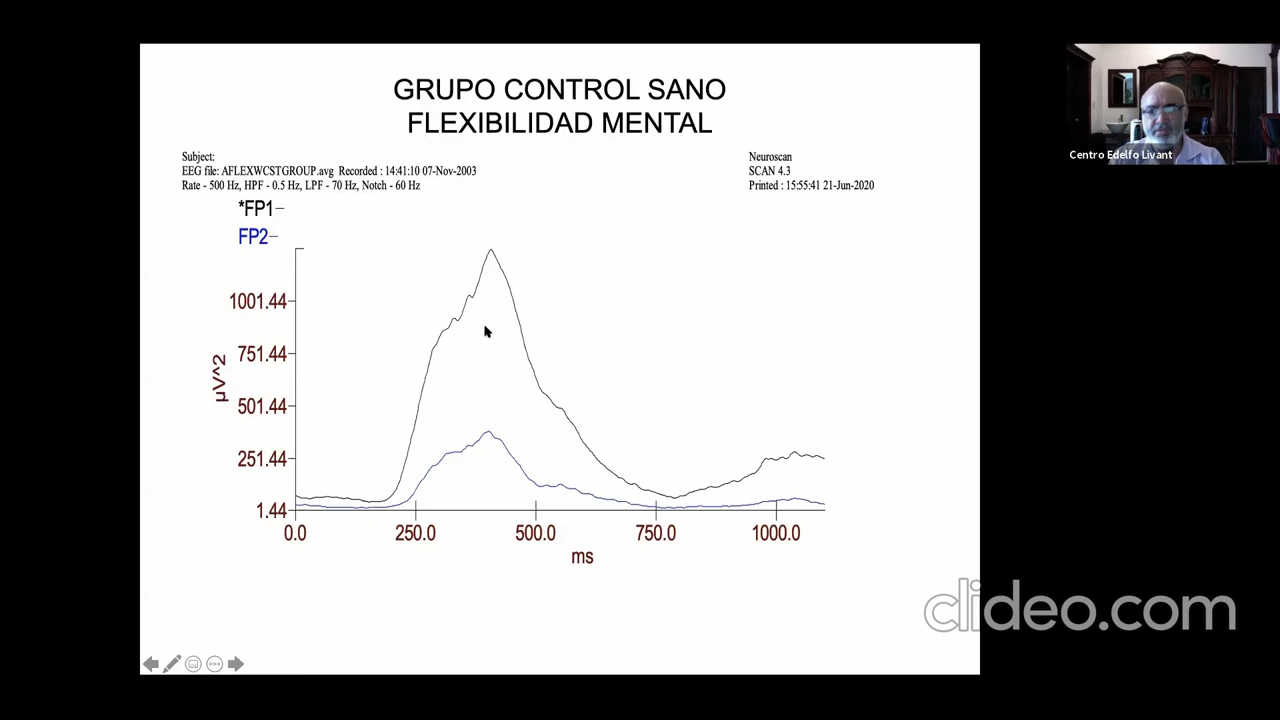 GRUPO CONTROL SANO
FLEXIBILIDAD MENTAL
Subject:
EEG file: AFLEXWCSTGROUP.avg Recorded : 14:41:10 07-Nov-2003
Rate - 500 Hz, HPF - 0.5 Hz, LPF - 70 Hz, Notch - 60 Hz
Neuroscan
SCAN 4.3
Printed : 15:55:41 21-Jun-2020
*FP1
FP2
1001.44
751.44
501.44
251.44
1.44
µV^2
0.0 250.0 500.0 750.0 1000.0
ms
Centro Edelfo Livant
clideo.com